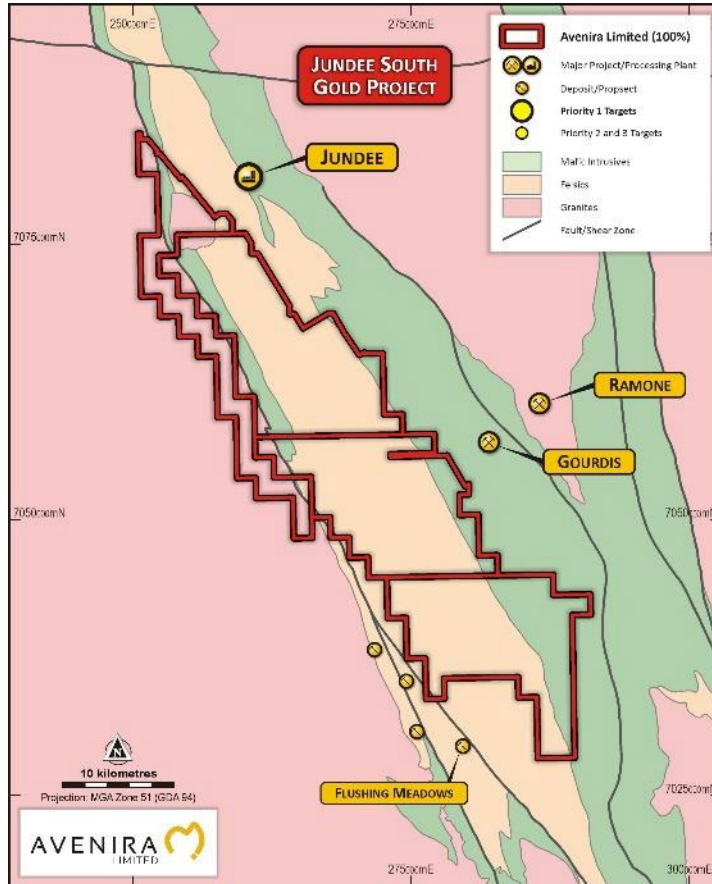 250000mE
275000mE
JUNDEE SOUTH
GOLD PROJECT
Avenira Limited (100%)
Major Project/Processing Plant
Deposit/Propsect
Priority 1 Targets
Priority 2 and 3 Targets
Mafic Intrusives
Felsics
Granites
Fault/Shear Zone
JUNDEE
7075000mN
RAMONE
GOURDIS
7050000mN
7050000m
N
10 kilometres
Projection: MGA Zone 51 (GDA 94)
FLUSHING MEADOWS
7025000m
AVENIRA
LIMITED
275000mE
300000mE